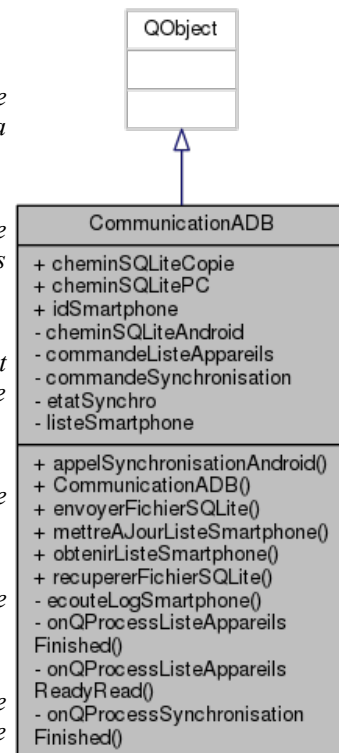 QObject
e
a
CommunicationADB
e
s
+ cheminSQLiteCopie
+ cheminSQLitePC
+ idSmartphone
- cheminSQLiteAndroid
- commandeListeAppareils
- commandeSynchronisation
- etatSynchro
- listeSmartphone
t
e
+ appelSynchronisationAndroid()
+ CommunicationADB()
+ envoyerFichierSQLite()
+ mettreAJourListeSmartphone()
+ obtenirListeSmartphone()
+ recupererFichierSQLite()
- ecouteLogSmartphone()
- onQProcessListeAppareils
Finished()
- onQProcessListeAppareils
ReadyRead()
- onQProcessSynchronisation
Finished()
e
e
e
e